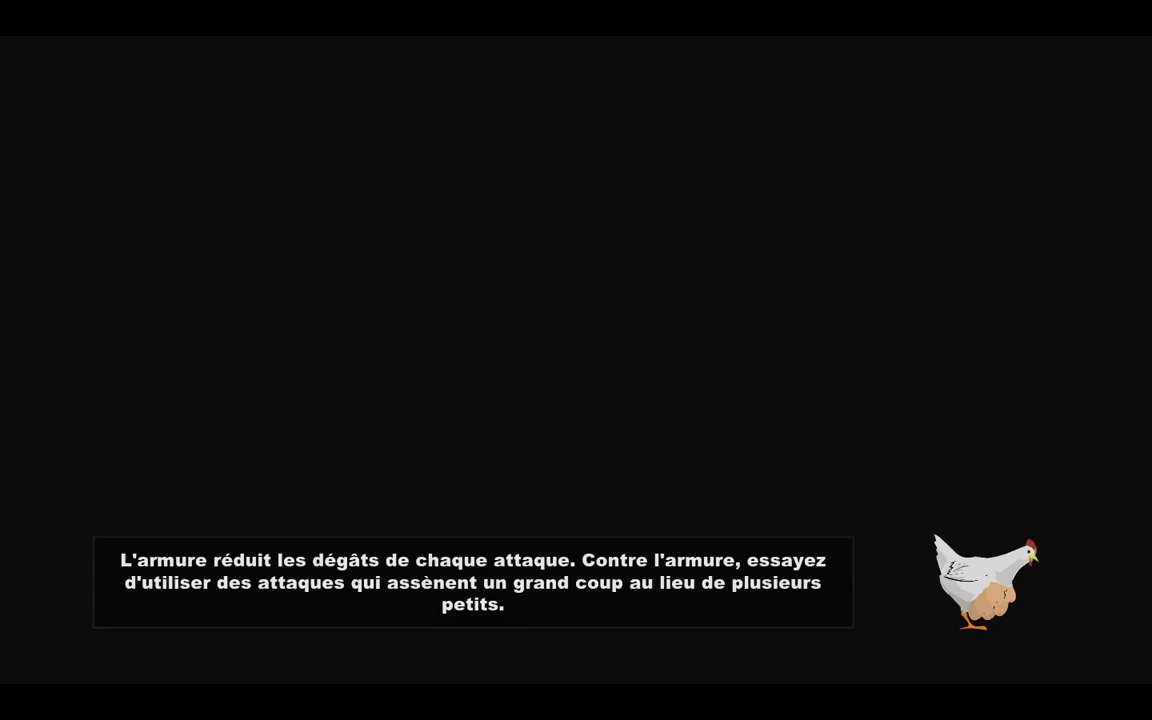 L'armure réduit les dégâts de chaque attaque. Contre l'armure, essayez
d'utiliser des attaques qui assènent un grand coup au lieu de plusieurs
petits.